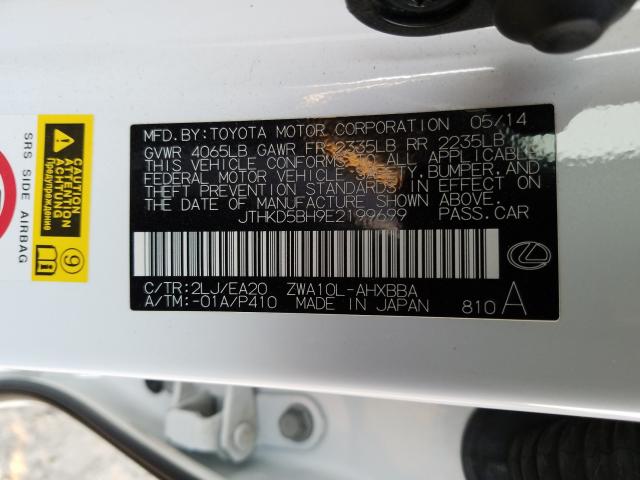 MFD.BY:TOYOTA MOTOR CORPORATION 05/14
GVWR 4065LB GAWR FR 2335LB RR 2235LB
THIS VEHICLE CONFORMS TO ALL APPLICABLE
FEDERAL MOTOR VEHICLE SAFETY, BUMPER, AND
THEFT PREVENTION STANDARDS IN EFFECT ON
THE DATE OF MANUFACTURE SHOWN ABOVE.
JTHKD5BH9E2199699 PASS.CAR
C/TR:2LJ/EA20 ZWA10L-AHXBBA
A/TM:-01A/P410 MADE IN JAPAN 810 A
CAUTION
ATTENTION
SRS SIDE AIRBAG
9